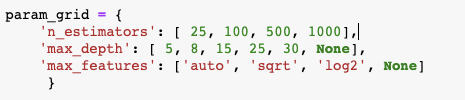 param_grid = {
    'n_estimators': [ 25, 100, 500, 1000],
    'max_depth': [ 5, 8, 15, 25, 30, None],
    'max_features': ['auto', 'sqrt', 'log2', None]
     }